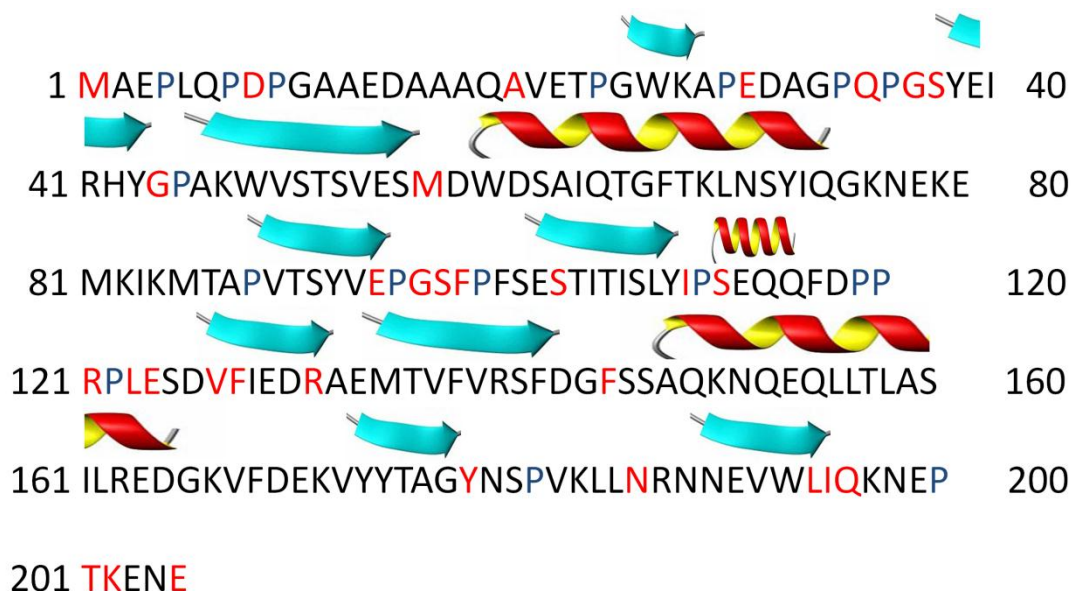 1 MAEPLQPDPGAAEDAAAQAVETPGWKAPEDAGPQPGSYEI 40
41 RHYGPAKWVSTSVESMDWDSAIQTGFTKLNSYIQGKNEKE 80
81 MKIKMTAPVTSYVEPGSFPFSESTITISLYIPSEQQFDPP 120
121 RPLESDVFIEDRAEMTVFVRSFDGFSSAQKNQEQLLTLAS 160
161 ILREDGKVFDEKVYYTAGYNSPVKLLNRNNEVWLIQKNEP 200
201 TKENE